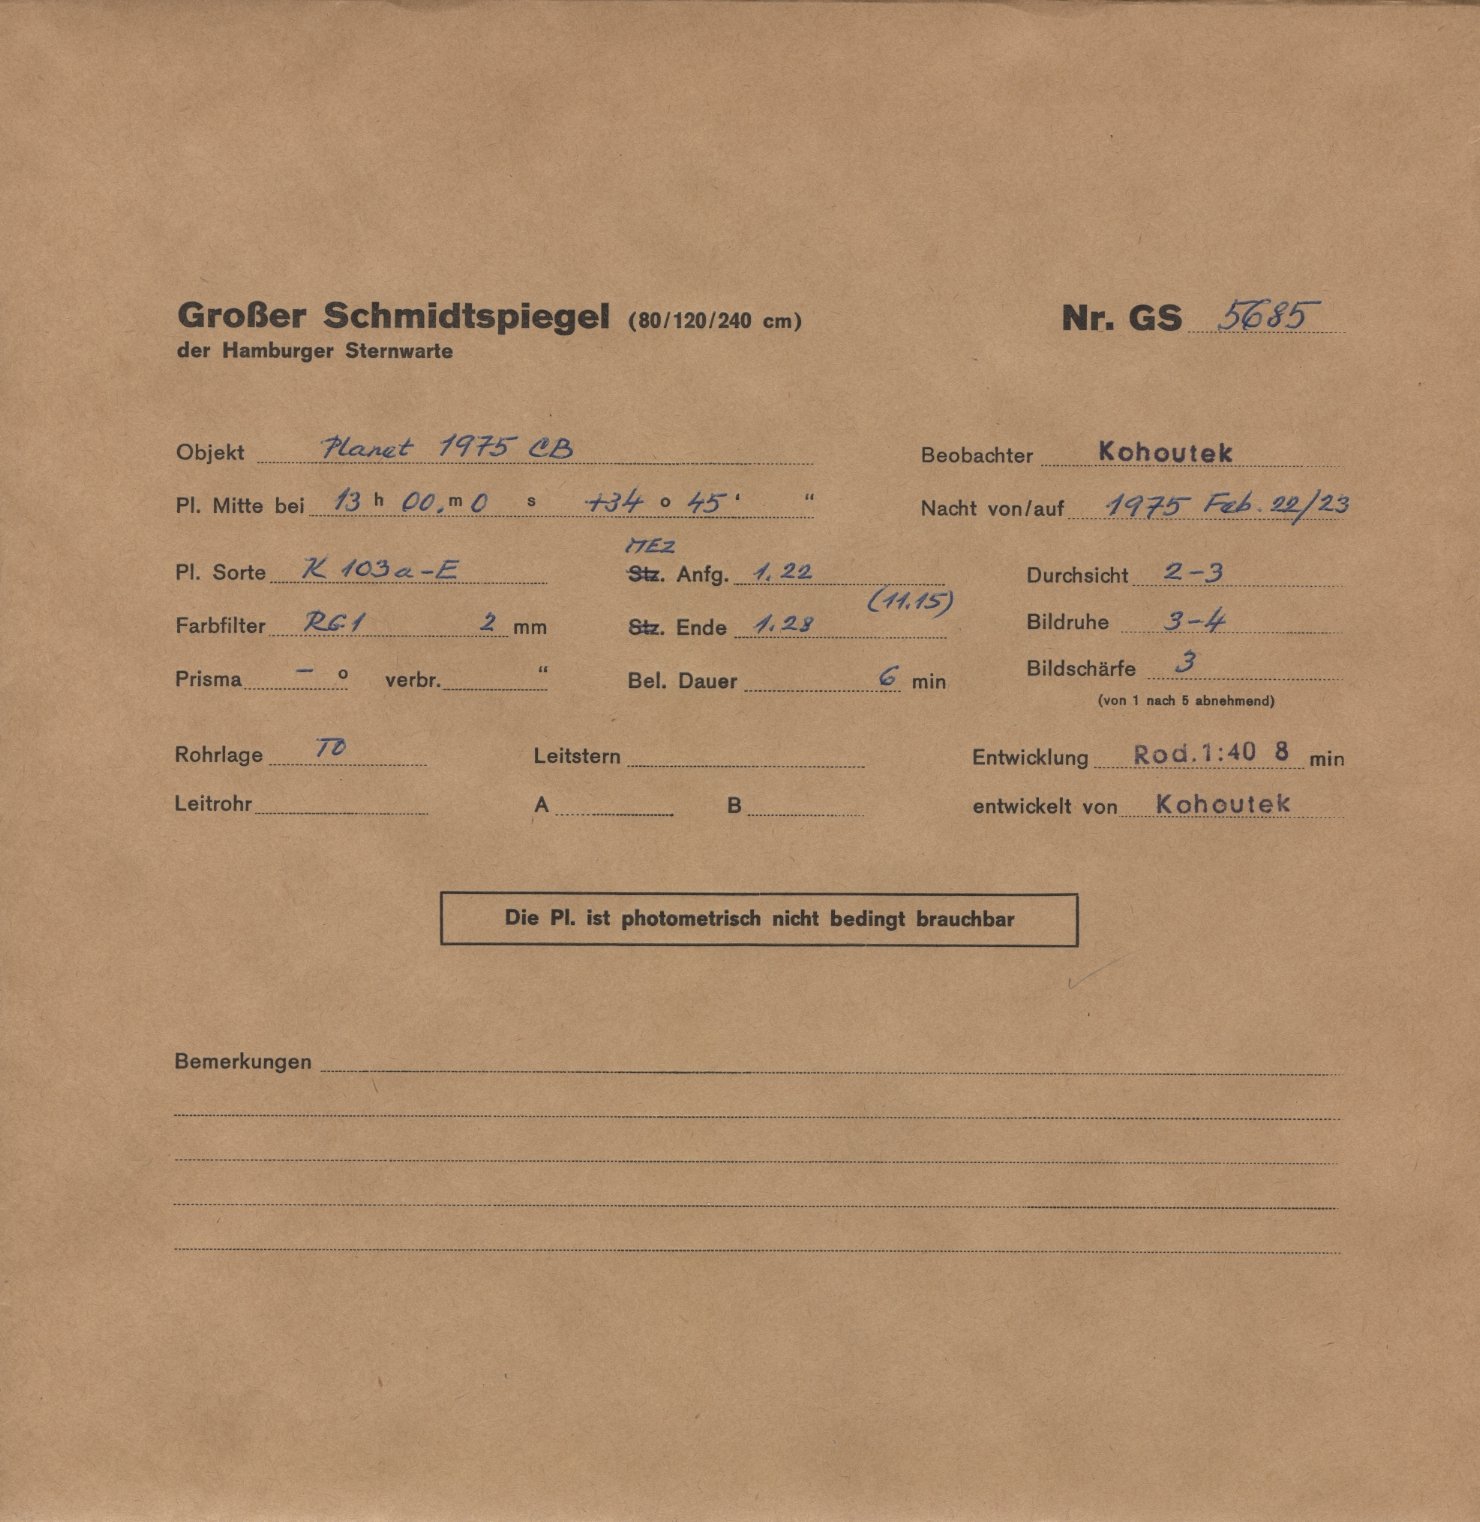 Großer Schmidtspiegel (80/120/240 cm) Nr. GS 5685
der Hamburger Sternwarte
Objekt Planet 1975 CB Beobachter Kohoutek
Pl. Mitte bei 13 h 00, m 0 s +34 o 45 ' " Nacht von/auf 1975 Feb. 22/23
MEZ
Pl. Sorte K 103a-E Stz. Anfg. 1.22 Durchsicht 2-3
(11.15)
Farbfilter RG1 2 mm Stz. Ende 1.28 Bildruhe 3-4
Prisma – o verbr. " Bel. Dauer 6 min Bildschärfe 3
(von 1 nach 5 abnehmend)
Rohrlage TO Leitstern Entwicklung Rod.1:40 8 min
Leitrohr A B entwickelt von Kohoutek
Die Pl. ist photometrisch nicht bedingt brauchbar
Bemerkungen